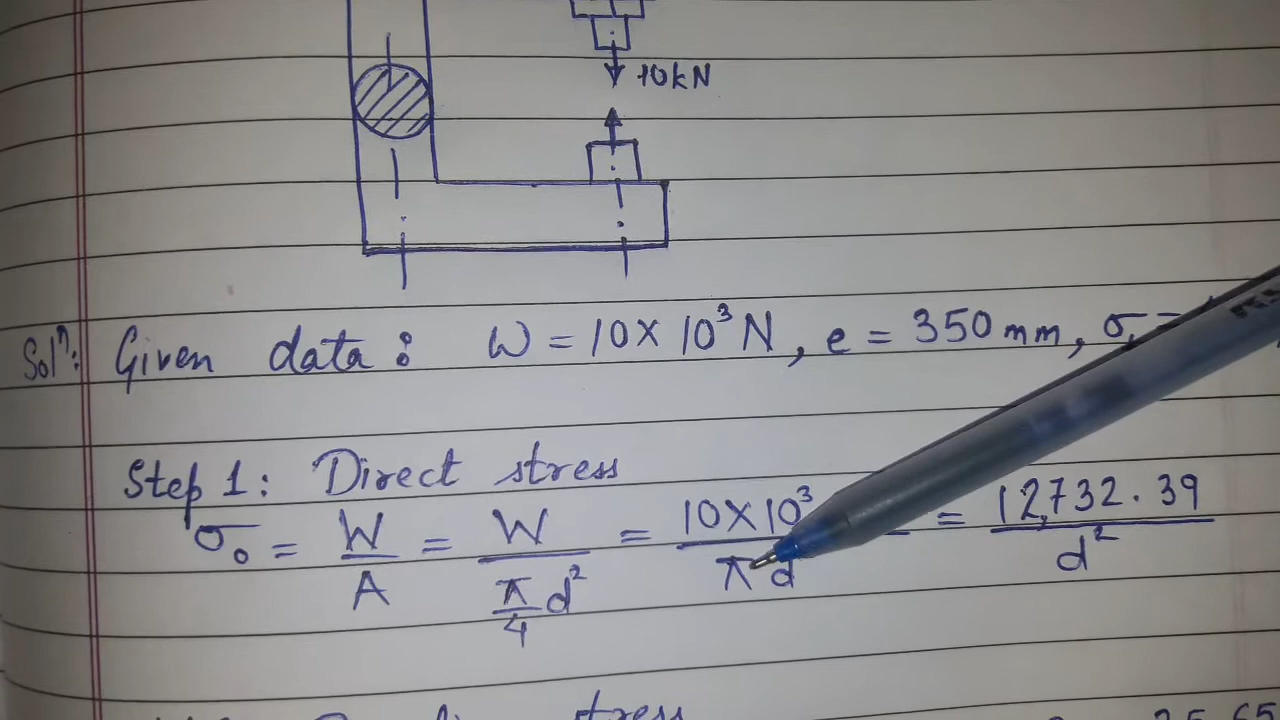 10kN
Solⁿ: Given data: W = 10 × 10³ N, e = 350 mm, σ
Step 1: Direct stress
σ₀ = W/A = W/(π/4 d²) = 10×10³ / π d = 12,732.39 / d²
stress